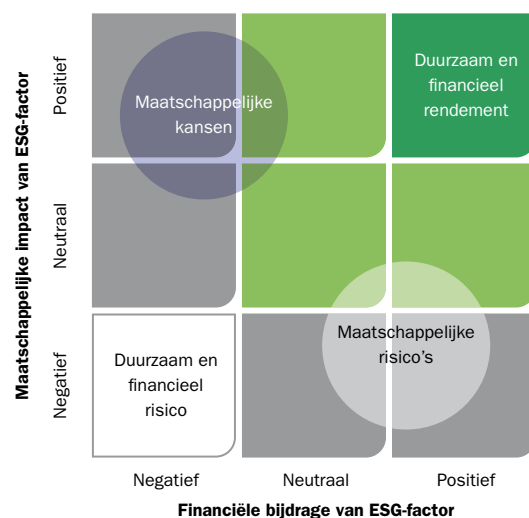 Maatschappelijke impact van ESG-factor
Positief
Neutraal
Negatief
Maatschappelijke
kansen
Duurzaam en
financieel
rendement
Maatschappelijke
risico's
Duurzaam en
financieel
risico
Negatief
Neutraal
Positief
Financiële bijdrage van ESG-factor